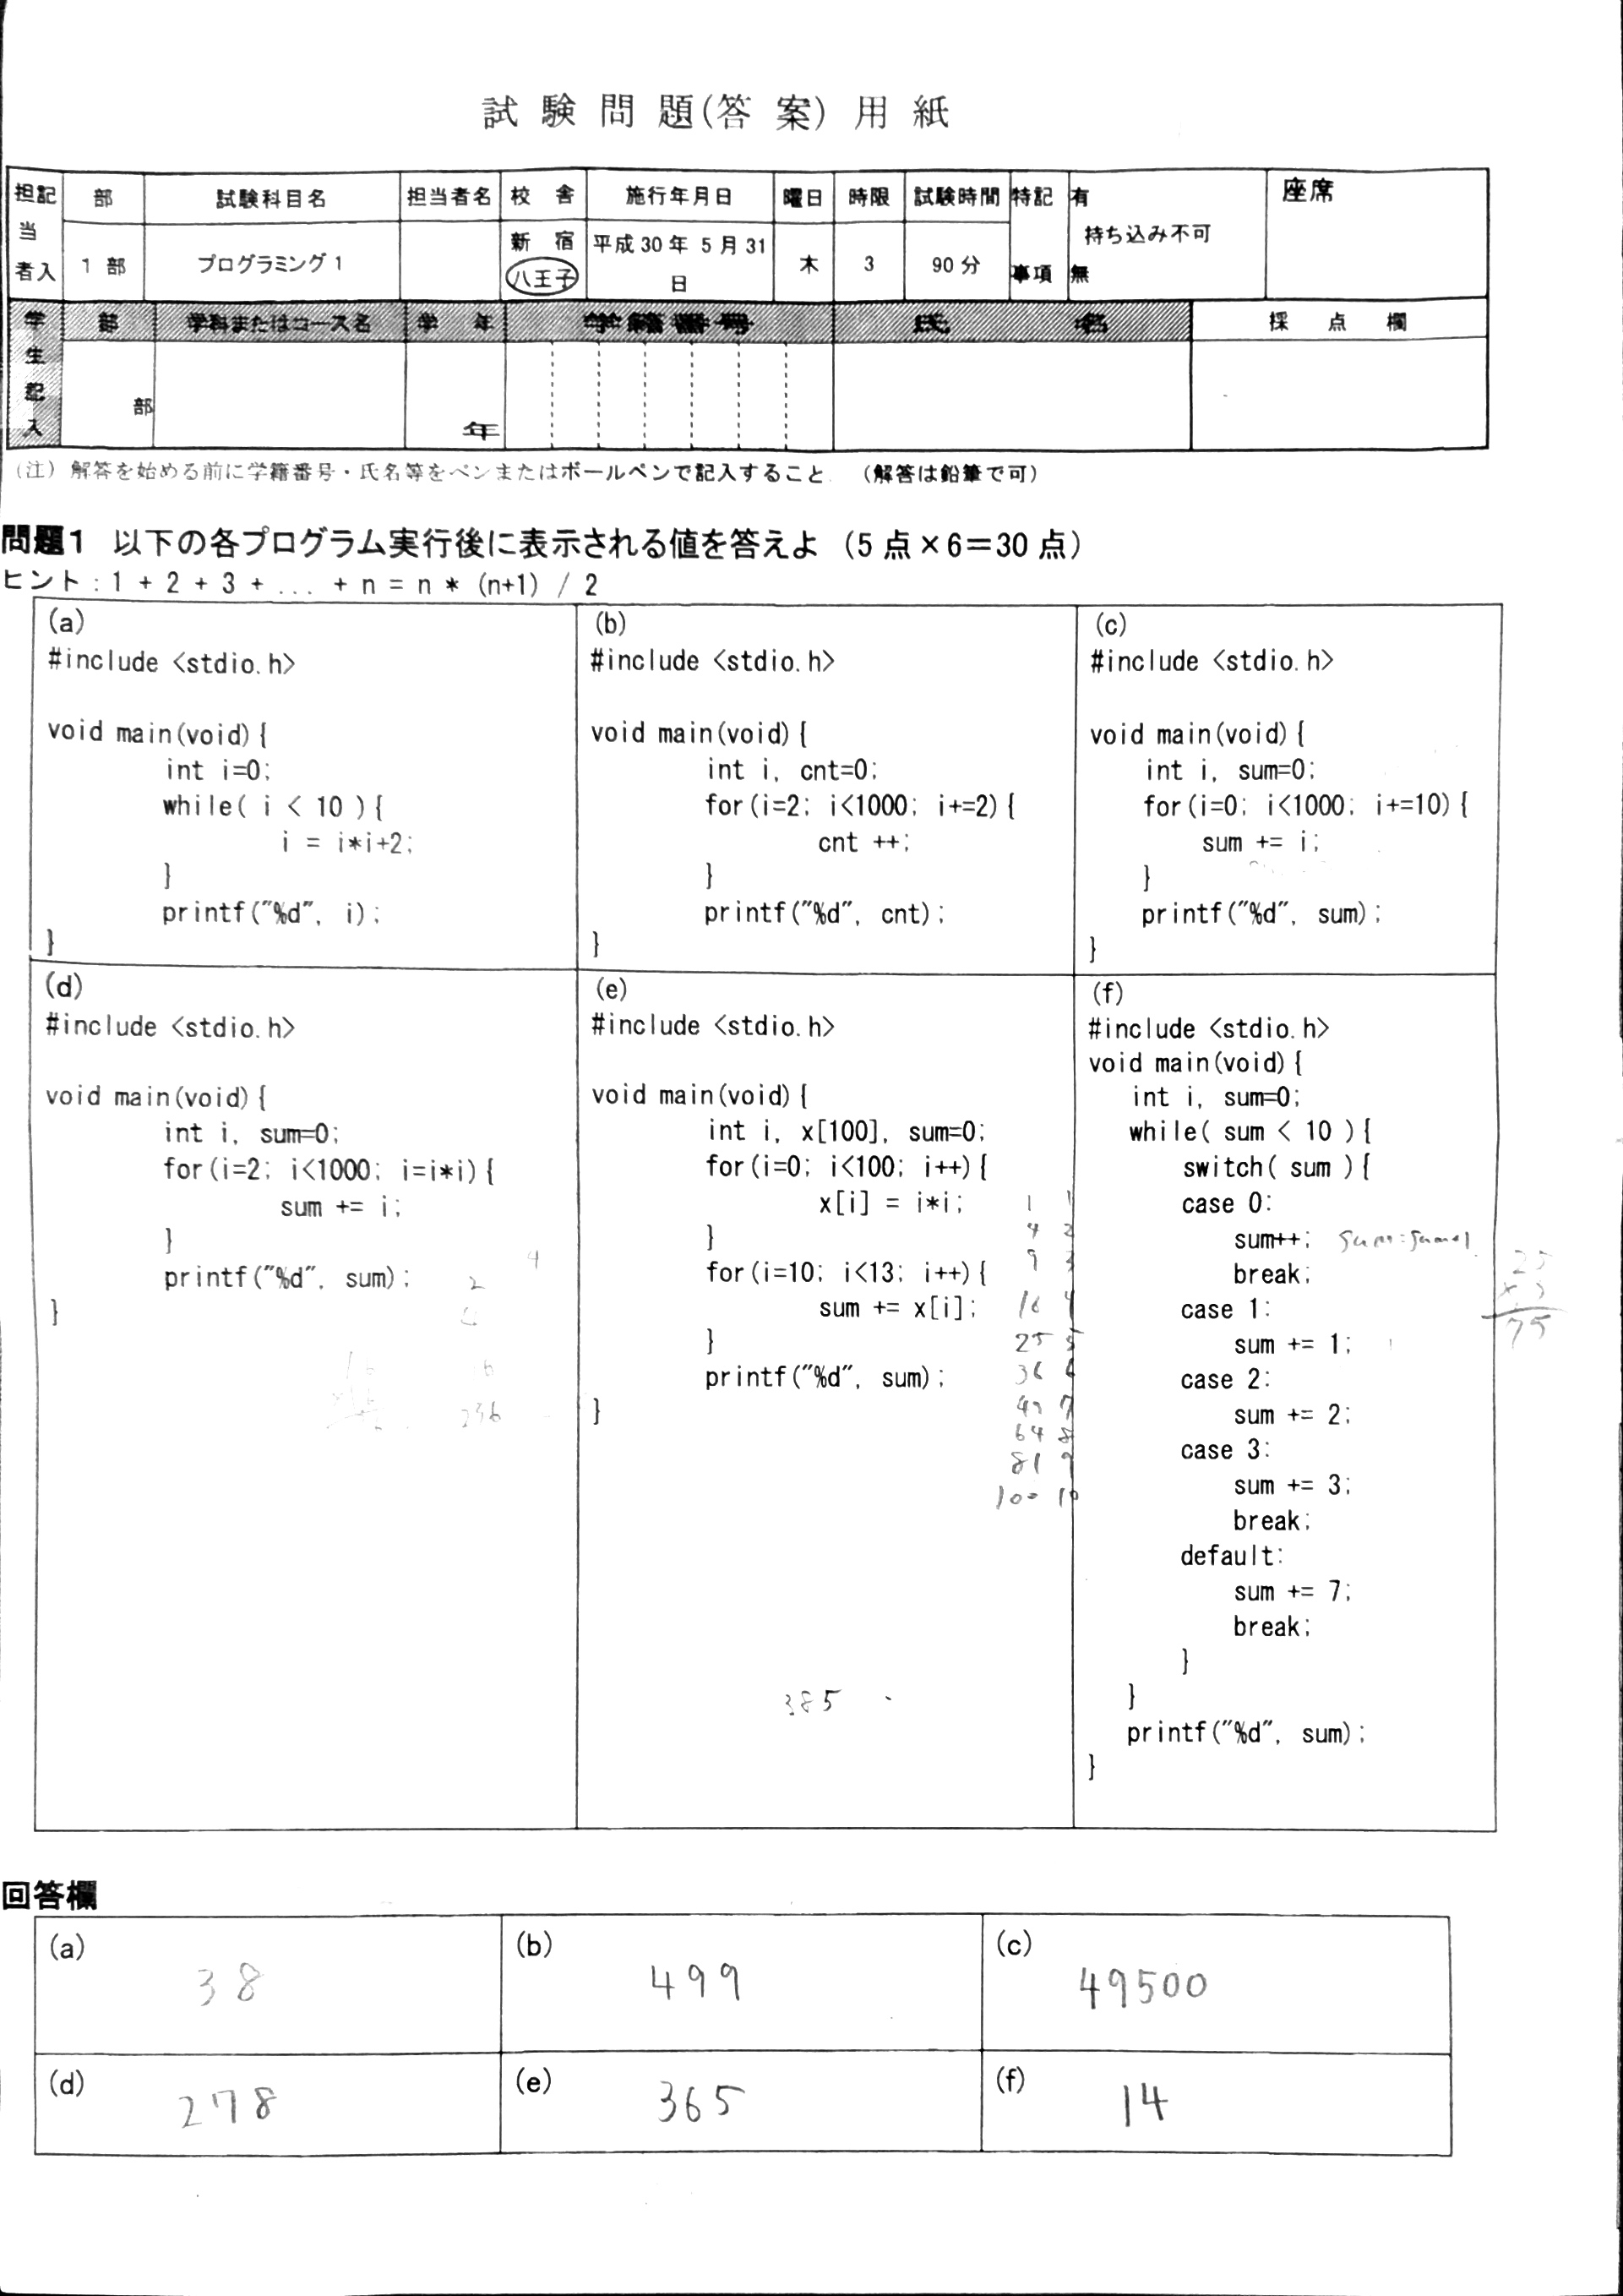 試験問題(答案)用紙
担当者記入 部 試験科目名 担当者名 校舎 施行年月日 曜日 時限 試験時間 特記事項 有 無 座席
1 部 プログラミング 1 新宿 八王子 平成 30 年 5 月 31 日 木 3 90 分 持ち込み不可
学生記入 部 学科またはコース名 学年 学籍番号 氏名 採点欄
部 年
(注) 解答を始める前に学籍番号・氏名等をペンまたはボールペンで記入すること. (解答は鉛筆で可)
問題1 以下の各プログラム実行後に表示される値を答えよ (5 点×6=30 点)
ヒント : 1 + 2 + 3 + ... + n = n * (n+1) / 2
(a)
#include <stdio.h>
void main(void){
int i=0;
while( i < 10 ){
i = i*i+2;
}
printf("%d", i);
}
(b)
#include <stdio.h>
void main(void){
int i, cnt=0;
for(i=2; i<1000; i+=2){
cnt ++;
}
printf("%d", cnt);
}
(c)
#include <stdio.h>
void main(void){
int i, sum=0;
for(i=0; i<1000; i+=10){
sum += i;
}
printf("%d", sum);
}
(d)
#include <stdio.h>
void main(void){
int i, sum=0;
for(i=2; i<1000; i=i*i){
sum += i;
}
printf("%d", sum);
}
4
2
(e)
#include <stdio.h>
void main(void){
int i, x[100], sum=0;
for(i=0; i<100; i++){
x[i] = i*i;
}
for(i=10; i<13; i++){
sum += x[i];
}
printf("%d", sum);
}
1 1
4 2
9 3
16 4
25 5
36 6
49 7
64 8
81 9
100 10
385
(f)
#include <stdio.h>
void main(void){
int i, sum=0;
while( sum < 10 ){
switch( sum ){
case 0:
sum++; sum=sum+1
break;
case 1:
sum += 1;
case 2:
sum += 2;
case 3:
sum += 3;
break;
default:
sum += 7;
break;
}
}
printf("%d", sum);
}
25
×3
75
回答欄
(a) 38
(b) 499
(c) 49500
(d) 278
(e) 365
(f) 14